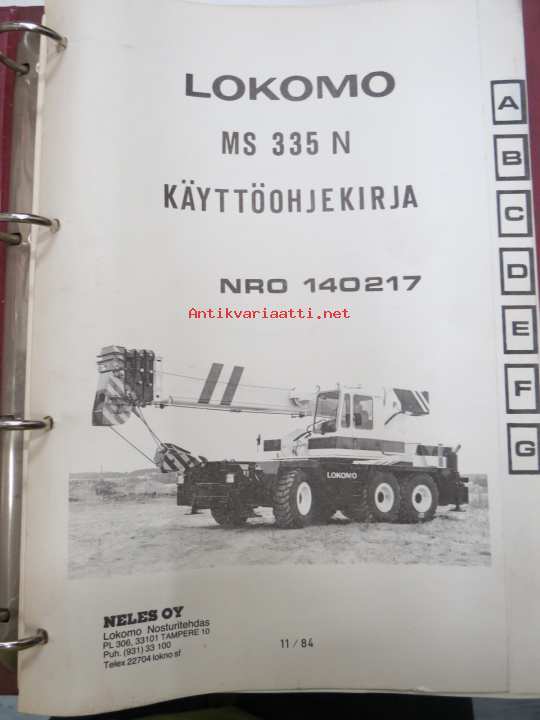 LOKOMO
MS 335 N
KÄYTTÖOHJEKIRJA
NRO 140217
Antikvariaatti.net
A
B
C
D
E
F
G
LOKOMO
NELES OY
Lokomo Nosturitehdas
PL 306, 33101 TAMPERE 10
Puh. (931) 33 100
Telex 22704 lokno sf
11/84